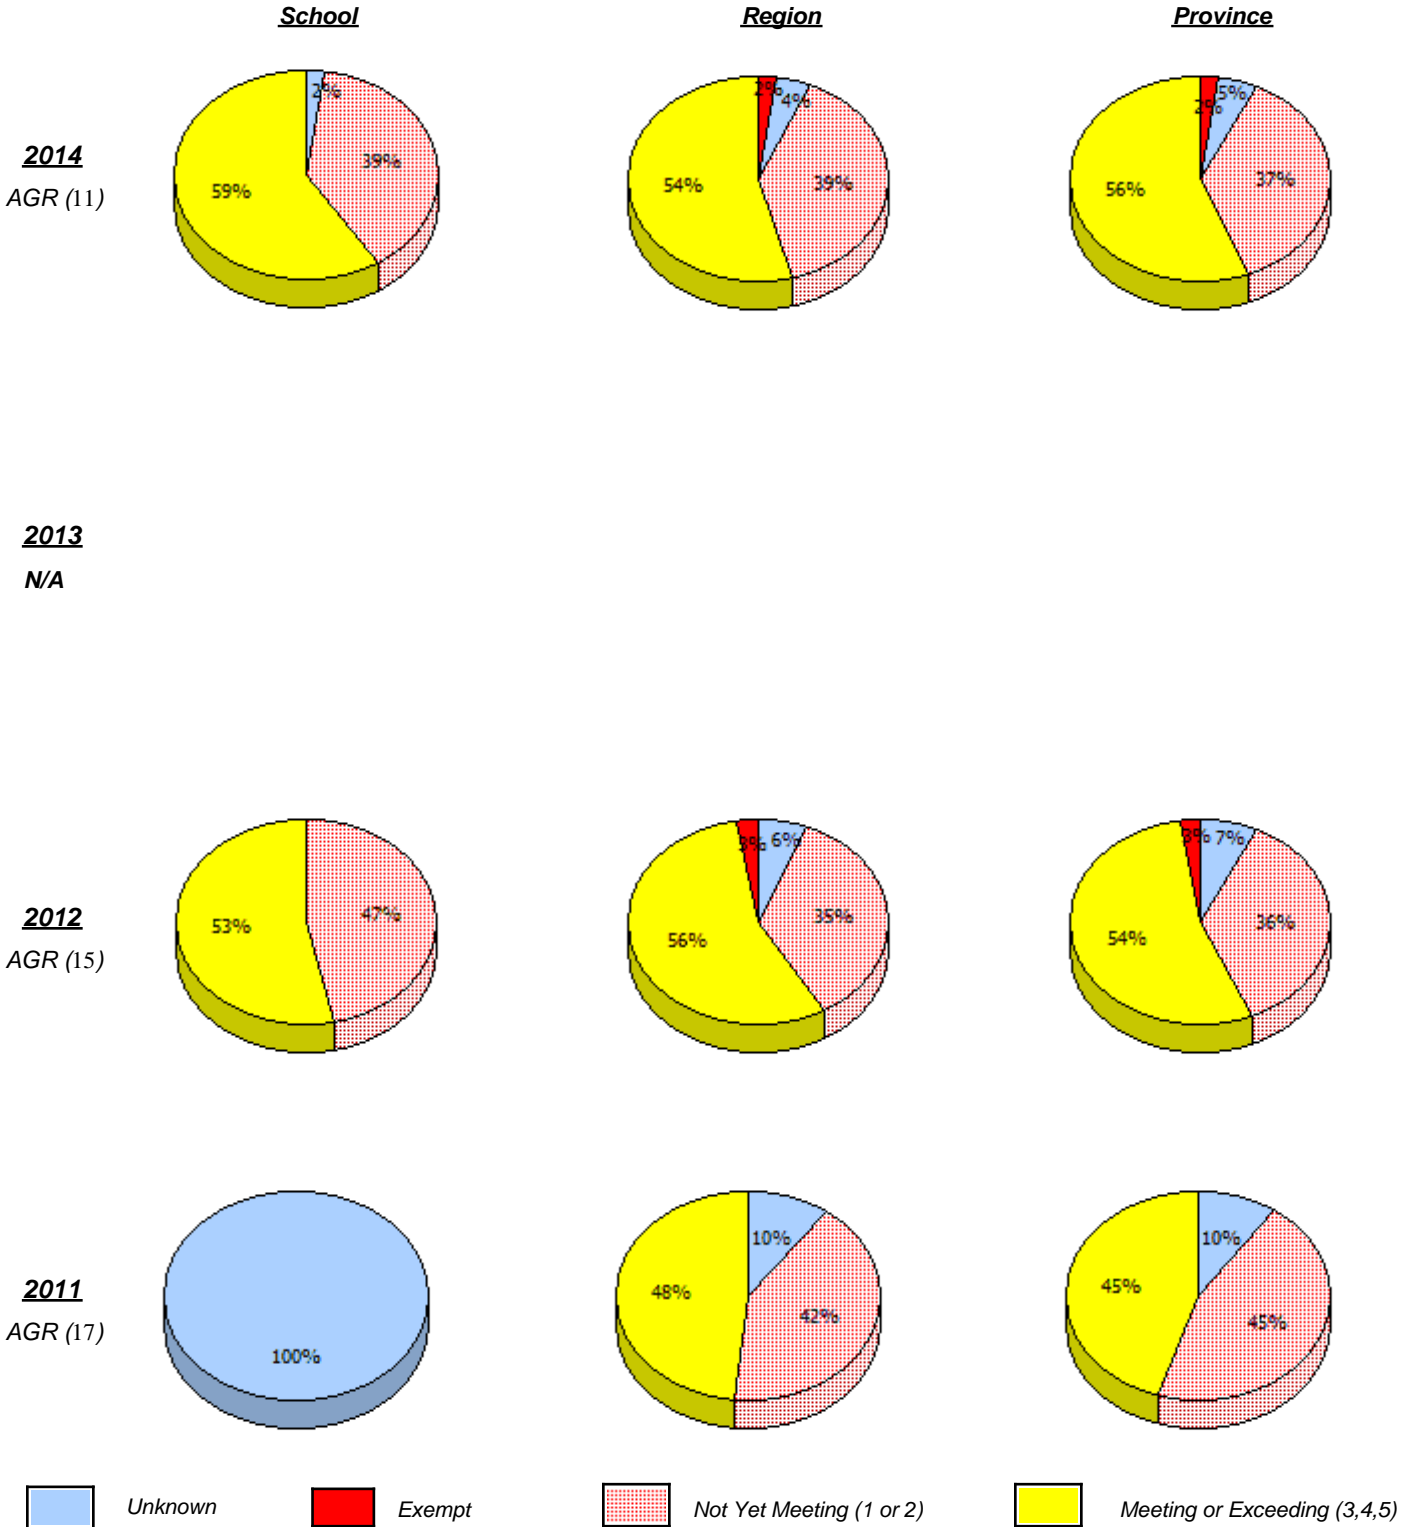 School Region Province
2014
AGR (11)
2% 39% 59%
2% 4% 39% 54%
2% 5% 37% 56%
2013
N/A
2012
AGR (15)
47% 53%
3% 6% 35% 56%
3% 7% 36% 54%
2011
AGR (17)
100%
10% 42% 48%
10% 45% 45%
Unknown Exempt Not Yet Meeting (1 or 2) Meeting or Exceeding (3,4,5)